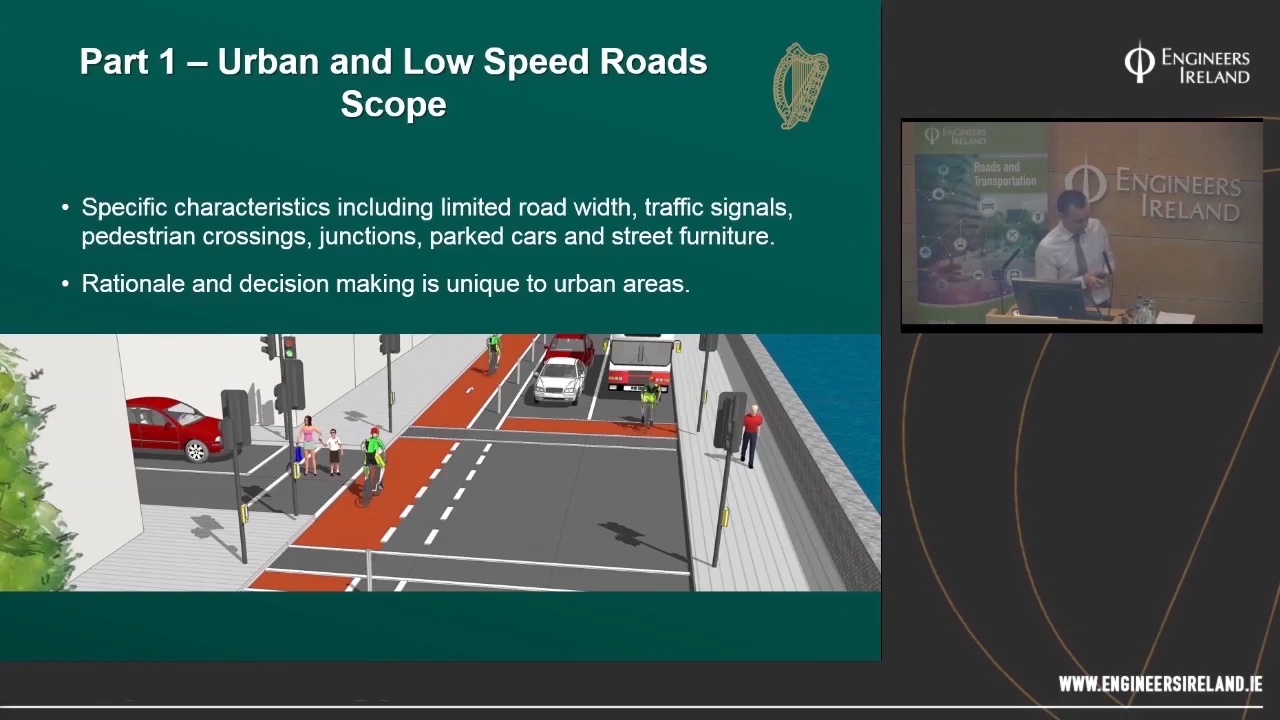 Part 1 – Urban and Low Speed Roads
Scope
• Specific characteristics including limited road width, traffic signals,
pedestrian crossings, junctions, parked cars and street furniture.
• Rationale and decision making is unique to urban areas.
ENGINEERS
IRELAND
ENGINEERS
IRELAND
Roads and
Transportation
ENGINEERS
IRELAND
WWW.ENGINEERSIRELAND.IE